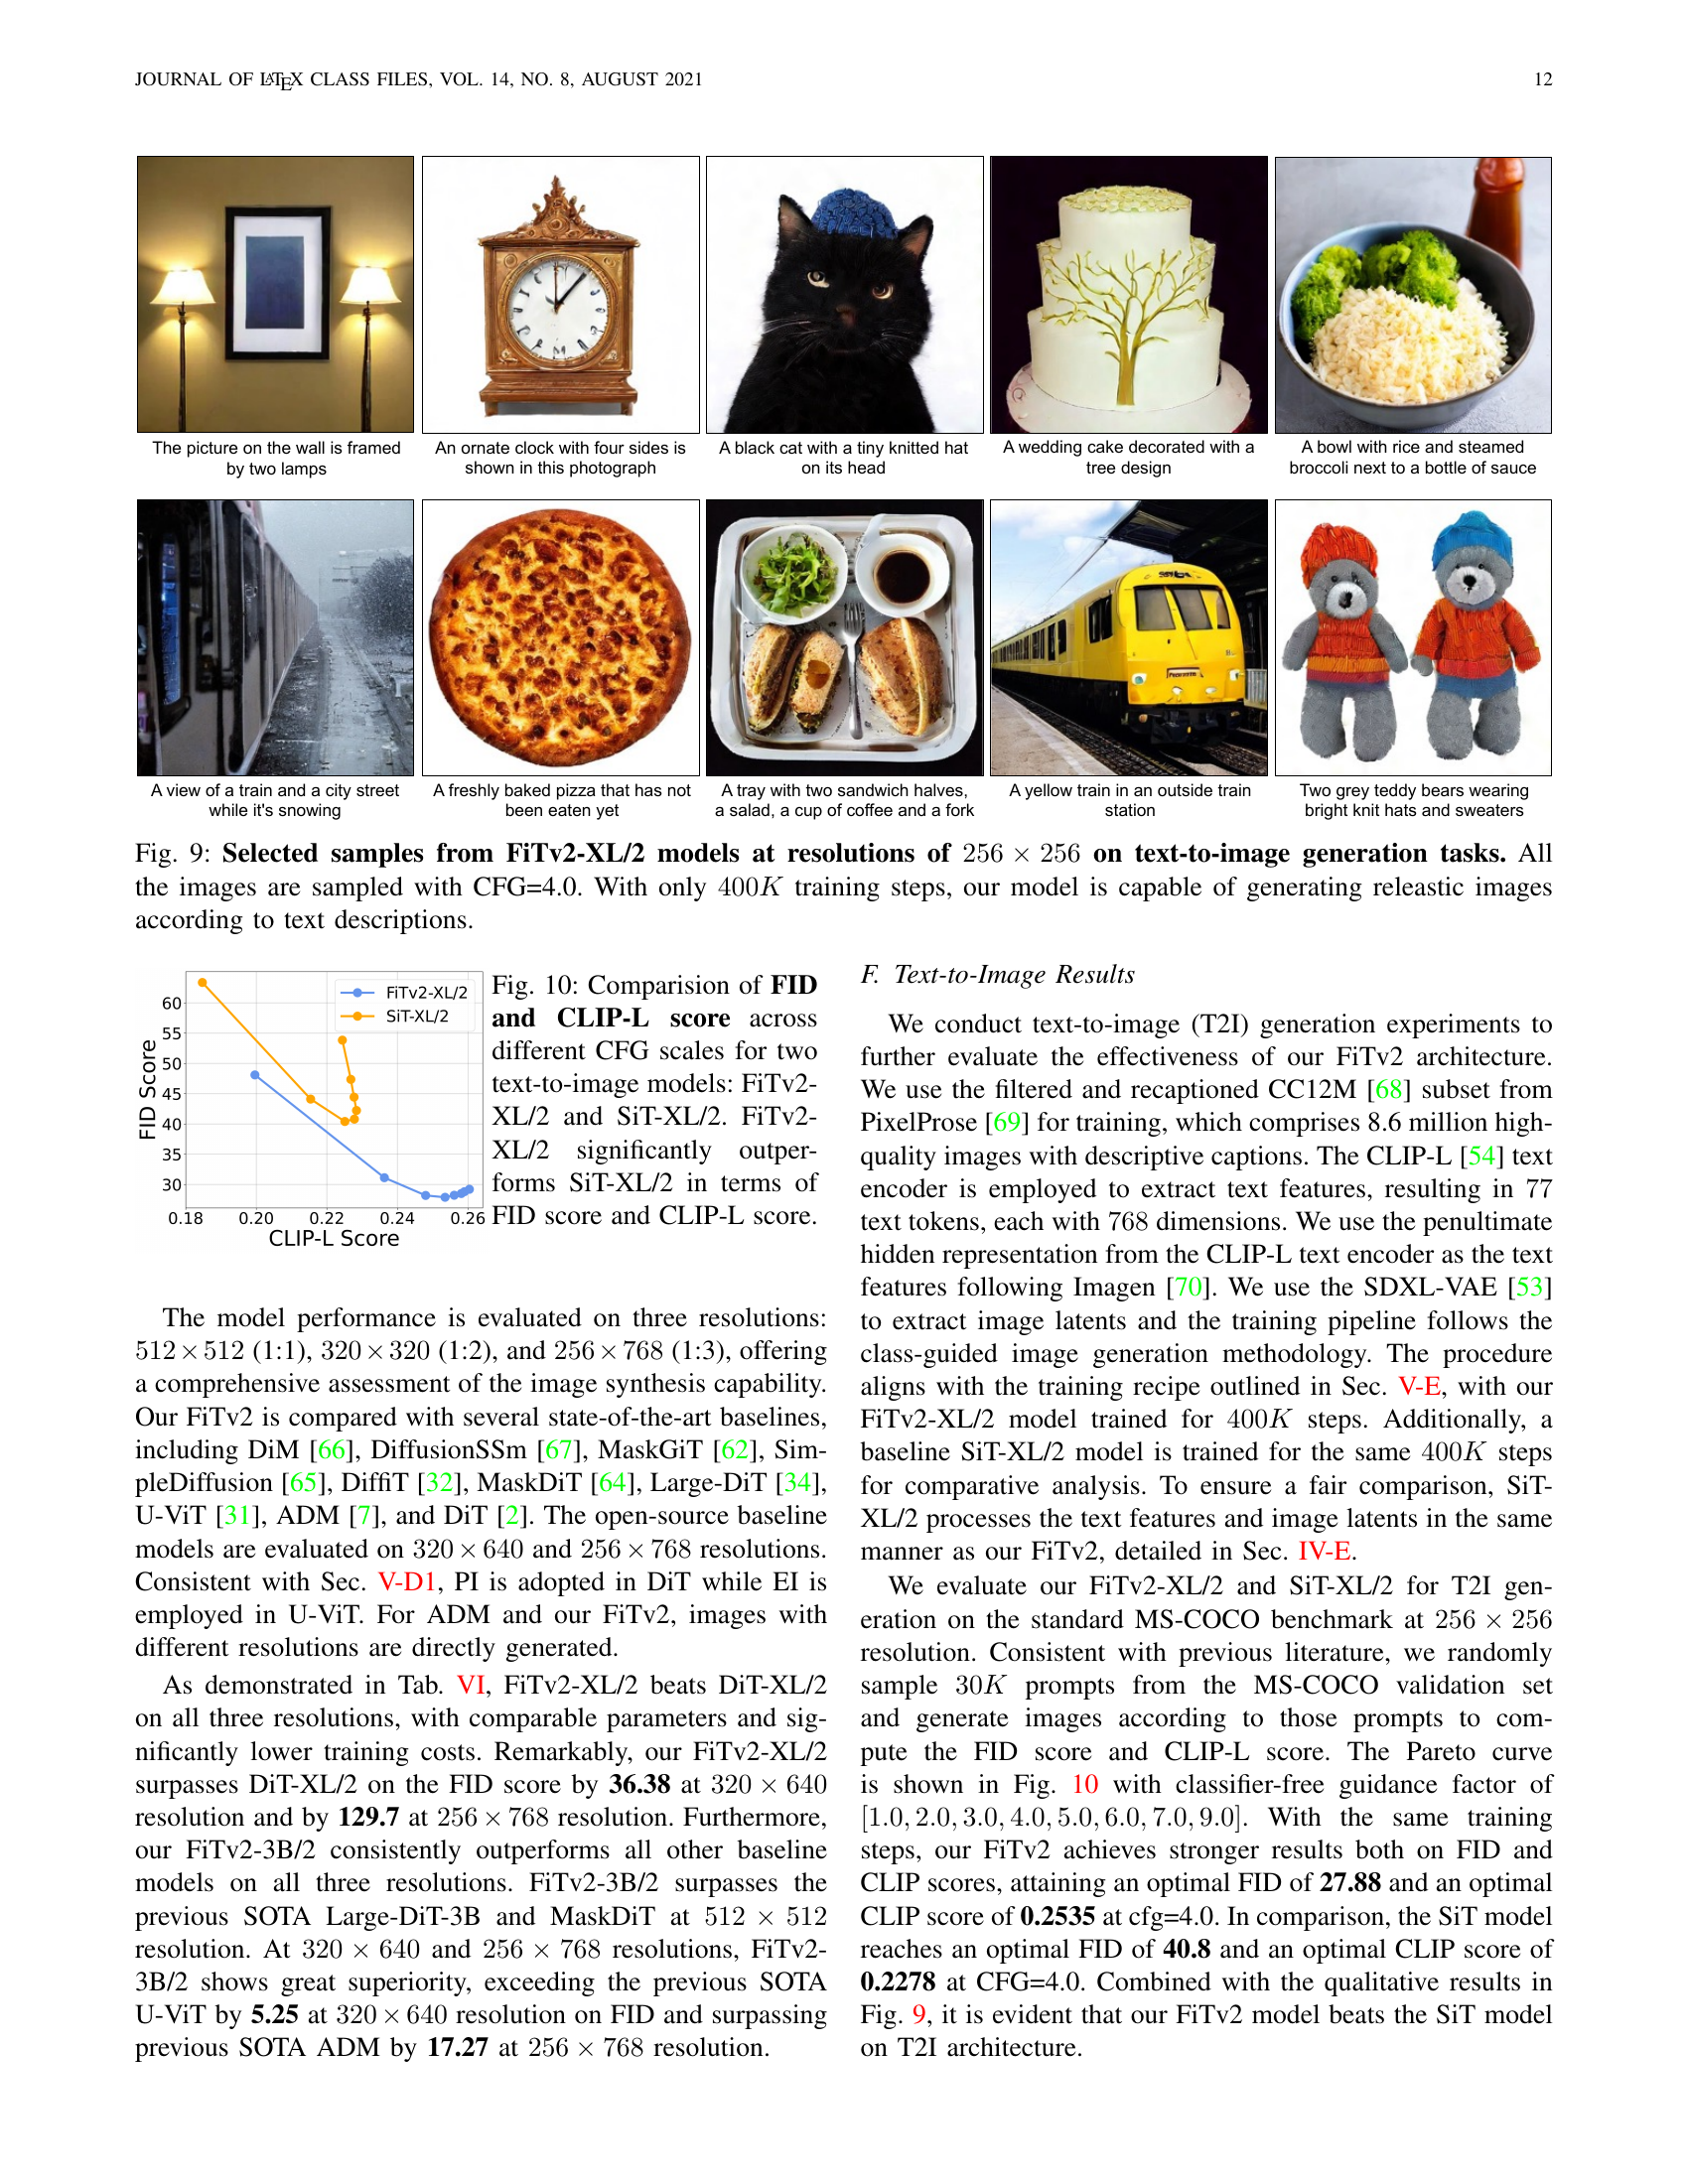 JOURNAL OF LATEX CLASS FILES, VOL. 14, NO. 8, AUGUST 2021
12
The picture on the wall is framed
by two lamps
An ornate clock with four sides is
shown in this photograph
A black cat with a tiny knitted hat
on its head
A wedding cake decorated with a
tree design
A bowl with rice and steamed
broccoli next to a bottle of sauce
A view of a train and a city street
while it's snowing
A freshly baked pizza that has not
been eaten yet
A tray with two sandwich halves,
a salad, a cup of coffee and a fork
A yellow train in an outside train
station
Two grey teddy bears wearing
bright knit hats and sweaters
Fig. 9: Selected samples from FiTv2-XL/2 models at resolutions of 256 × 256 on text-to-image generation tasks. All
the images are sampled with CFG=4.0. With only 400K training steps, our model is capable of generating releastic images
according to text descriptions.
FID Score
60
55
50
45
40
35
30
0.18
0.20
0.22
0.24
0.26
CLIP-L Score
FiTv2-XL/2
SiT-XL/2
Fig. 10: Comparision of FID
and CLIP-L score across
different CFG scales for two
text-to-image models: FiTv2-
XL/2 and SiT-XL/2. FiTv2-
XL/2 significantly outper-
forms SiT-XL/2 in terms of
FID score and CLIP-L score.
The model performance is evaluated on three resolutions:
512 × 512 (1:1), 320 × 320 (1:2), and 256 × 768 (1:3), offering
a comprehensive assessment of the image synthesis capability.
Our FiTv2 is compared with several state-of-the-art baselines,
including DiM [66], DiffusionSSm [67], MaskGiT [62], Sim-
pleDiffusion [65], DiffiT [32], MaskDiT [64], Large-DiT [34],
U-ViT [31], ADM [7], and DiT [2]. The open-source baseline
models are evaluated on 320 × 640 and 256 × 768 resolutions.
Consistent with Sec. V-D1, PI is adopted in DiT while EI is
employed in U-ViT. For ADM and our FiTv2, images with
different resolutions are directly generated.
As demonstrated in Tab. VI, FiTv2-XL/2 beats DiT-XL/2
on all three resolutions, with comparable parameters and sig-
nificantly lower training costs. Remarkably, our FiTv2-XL/2
surpasses DiT-XL/2 on the FID score by 36.38 at 320 × 640
resolution and by 129.7 at 256 × 768 resolution. Furthermore,
our FiTv2-3B/2 consistently outperforms all other baseline
models on all three resolutions. FiTv2-3B/2 surpasses the
previous SOTA Large-DiT-3B and MaskDiT at 512 × 512
resolution. At 320 × 640 and 256 × 768 resolutions, FiTv2-
3B/2 shows great superiority, exceeding the previous SOTA
U-ViT by 5.25 at 320 × 640 resolution on FID and surpassing
previous SOTA ADM by 17.27 at 256 × 768 resolution.
F. Text-to-Image Results
We conduct text-to-image (T2I) generation experiments to
further evaluate the effectiveness of our FiTv2 architecture.
We use the filtered and recaptioned CC12M [68] subset from
PixelProse [69] for training, which comprises 8.6 million high-
quality images with descriptive captions. The CLIP-L [54] text
encoder is employed to extract text features, resulting in 77
text tokens, each with 768 dimensions. We use the penultimate
hidden representation from the CLIP-L text encoder as the text
features following Imagen [70]. We use the SDXL-VAE [53]
to extract image latents and the training pipeline follows the
class-guided image generation methodology. The procedure
aligns with the training recipe outlined in Sec. V-E, with our
FiTv2-XL/2 model trained for 400K steps. Additionally, a
baseline SiT-XL/2 model is trained for the same 400K steps
for comparative analysis. To ensure a fair comparison, SiT-
XL/2 processes the text features and image latents in the same
manner as our FiTv2, detailed in Sec. IV-E.
We evaluate our FiTv2-XL/2 and SiT-XL/2 for T2I gen-
eration on the standard MS-COCO benchmark at 256 × 256
resolution. Consistent with previous literature, we randomly
sample 30K prompts from the MS-COCO validation set
and generate images according to those prompts to com-
pute the FID score and CLIP-L score. The Pareto curve
is shown in Fig. 10 with classifier-free guidance factor of
[1.0, 2.0, 3.0, 4.0, 5.0, 6.0, 7.0, 9.0]. With the same training
steps, our FiTv2 achieves stronger results both on FID and
CLIP scores, attaining an optimal FID of 27.88 and an optimal
CLIP score of 0.2535 at cfg=4.0. In comparison, the SiT model
reaches an optimal FID of 40.8 and an optimal CLIP score of
0.2278 at CFG=4.0. Combined with the qualitative results in
Fig. 9, it is evident that our FiTv2 model beats the SiT model
on T2I architecture.